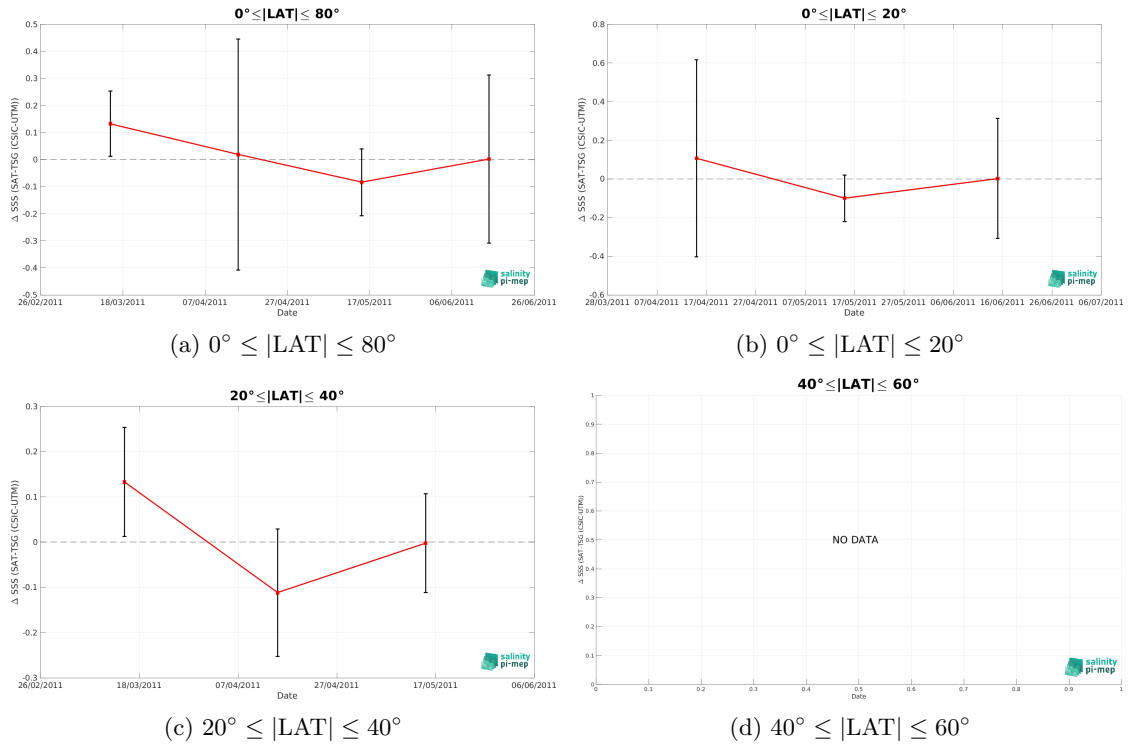 0°≤|LAT|≤ 80°
Δ SSS (SAT-TSG (CSIC-UTM))
0.5
0.4
0.3
0.2
0.1
0
-0.1
-0.2
-0.3
-0.4
-0.5
26/02/2011 18/03/2011 07/04/2011 27/04/2011 17/05/2011 06/06/2011 26/06/2011
Date
salinity
pi-mep
(a) 0° ≤ |LAT| ≤ 80°
0°≤|LAT|≤ 20°
Δ SSS (SAT-TSG (CSIC-UTM))
0.8
0.6
0.4
0.2
0
-0.2
-0.4
-0.6
28/03/2011 07/04/2011 17/04/2011 27/04/2011 07/05/2011 17/05/2011 27/05/2011 06/06/2011 16/06/2011 26/06/2011 06/07/2011
Date
salinity
pi-mep
(b) 0° ≤ |LAT| ≤ 20°
20°≤|LAT|≤ 40°
Δ SSS (SAT-TSG (CSIC-UTM))
0.3
0.2
0.1
0
-0.1
-0.2
-0.3
26/02/2011 18/03/2011 07/04/2011 27/04/2011 17/05/2011 06/06/2011
Date
salinity
pi-mep
(c) 20° ≤ |LAT| ≤ 40°
40°≤|LAT|≤ 60°
Δ SSS (SAT-TSG (CSIC-UTM))
1
0.9
0.8
0.7
0.6
0.5
0.4
0.3
0.2
0.1
0
NO DATA
0 0.1 0.2 0.3 0.4 0.5 0.6 0.7 0.8 0.9 1
Date
salinity
pi-mep
(d) 40° ≤ |LAT| ≤ 60°